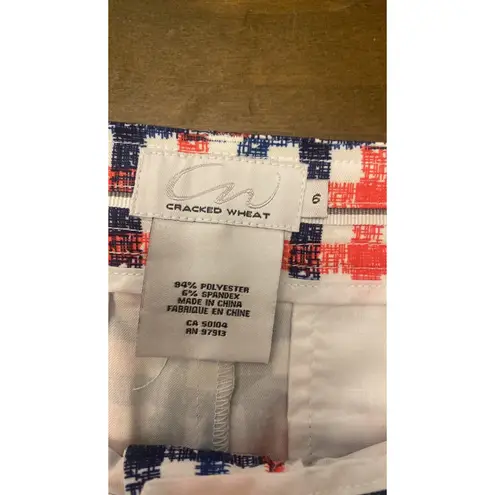 CRACKED WHEAT
6
94% POLYESTER
6% SPANDEX
MADE IN CHINA
FABRIQUE EN CHINE
CA 50104
RN 97913